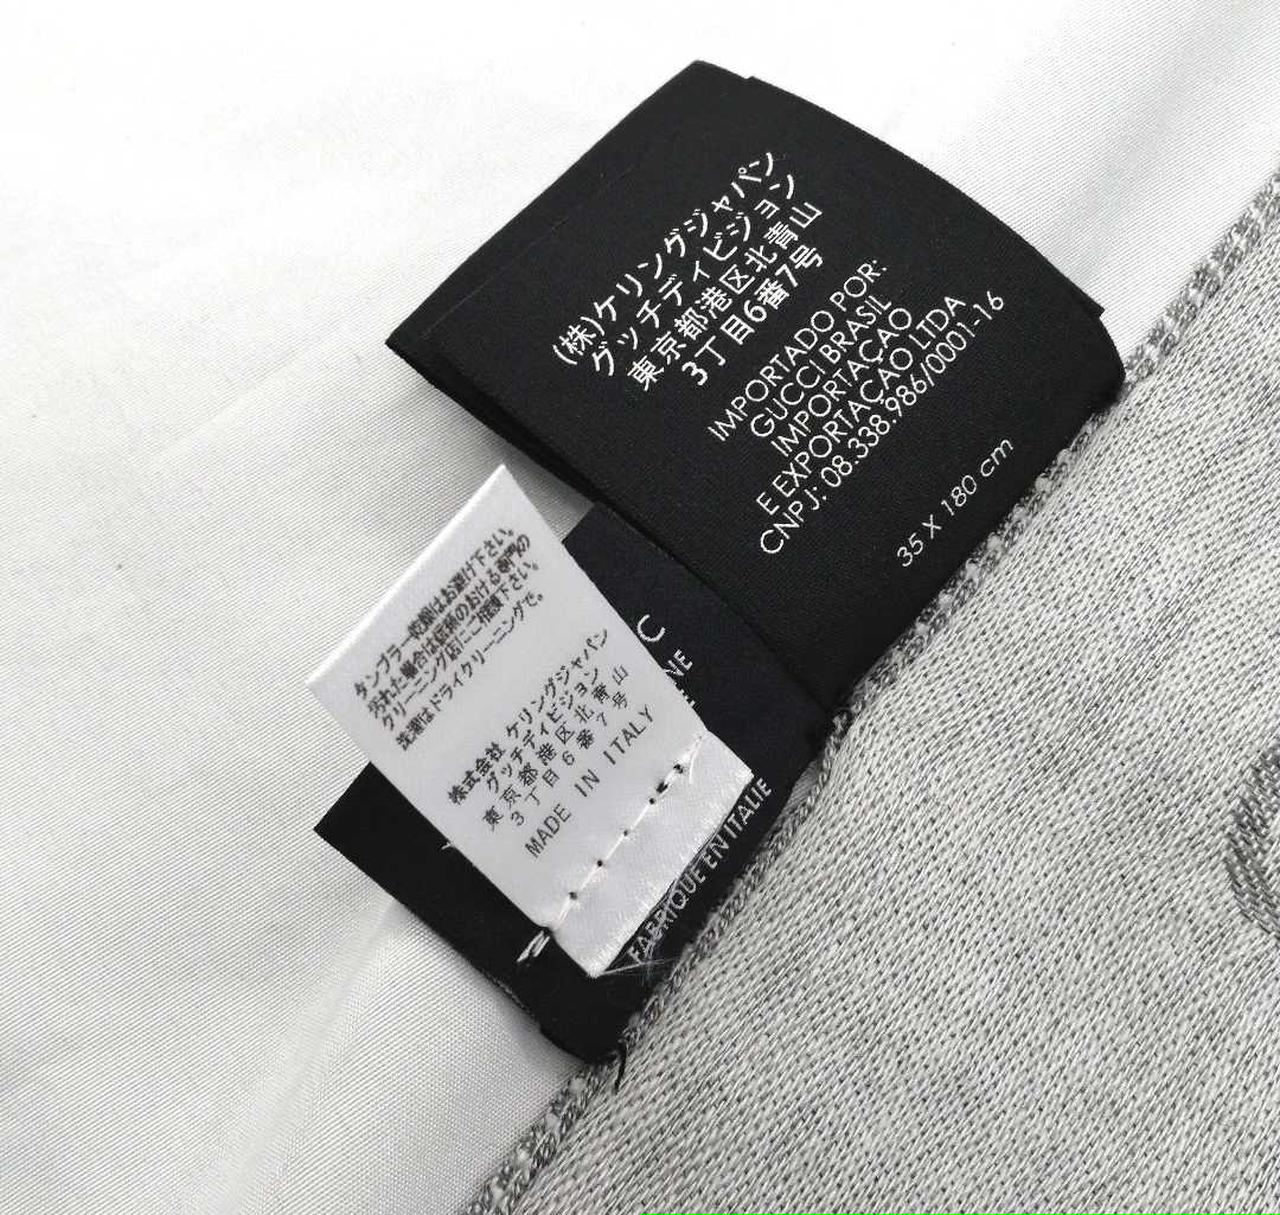 (株)ケリングジャパン
グッチディビジョン
東京都港区北青山
3丁目6番7号
IMPORTADO POR:
GUCCI BRASIL
IMPORTAÇAO
E EXPORTAÇAO LTDA
CNPJ: 08.338.986/0001-16
35 X 180 cm
C
NE
タンブラー乾燥はお避け下さい。
汚れた場合は信頼のおける専門の
クリーニング店にご相談下さい。
洗濯はドライクリーニングで。
株式会社 ケリングジャパン
グッチディビジョン
東京都港区北青山
3丁目6番7号
MADE IN ITALY
FABRIQUE EN ITALIE